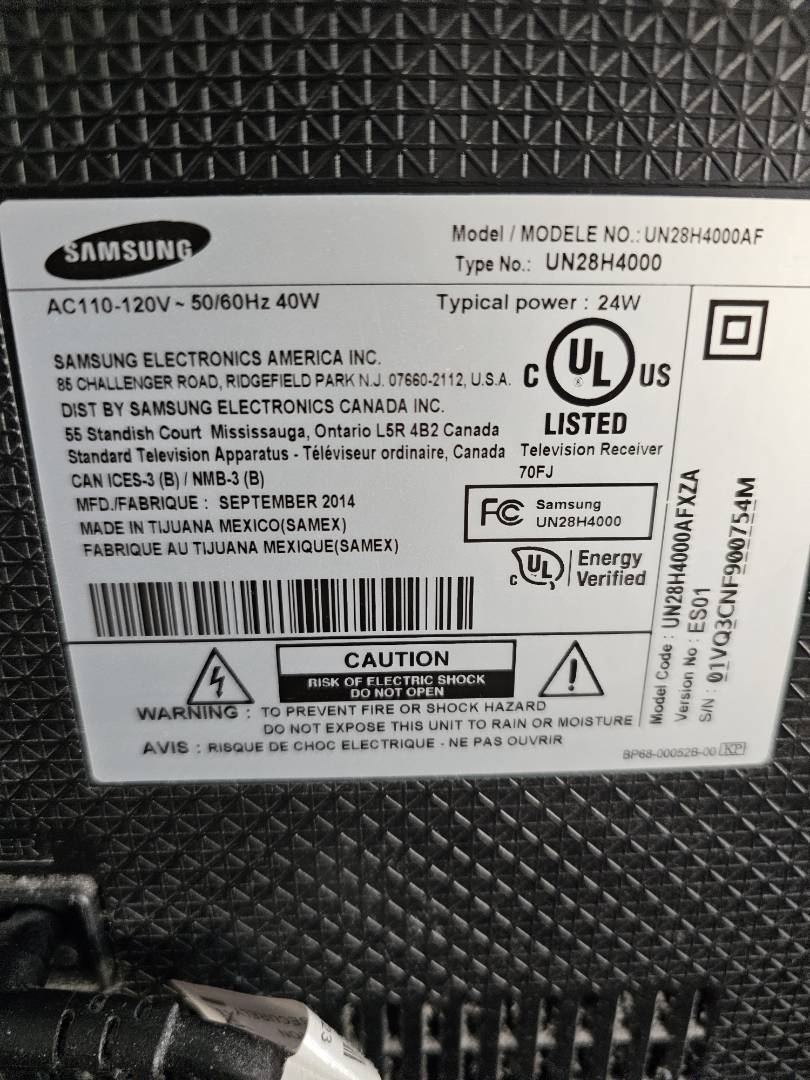 SAMSUNG
Model / MODELE NO.: UN28H4000AF
Type No.: UN28H4000
AC110-120V ~ 50/60Hz 40W
Typical power : 24W
SAMSUNG ELECTRONICS AMERICA INC.
85 CHALLENGER ROAD, RIDGEFIELD PARK N.J. 07660-2112, U.S.A.
DIST BY SAMSUNG ELECTRONICS CANADA INC.
55 Standish Court Mississauga, Ontario L5R 4B2 Canada
Standard Television Apparatus - Téléviseur ordinaire, Canada
CAN ICES-3 (B) / NMB-3 (B)
MFD./FABRIQUE : SEPTEMBER 2014
MADE IN TIJUANA MEXICO(SAMEX)
FABRIQUE AU TIJUANA MEXIQUE(SAMEX)
C UL ® US
LISTED
Television Receiver
70FJ
FC Samsung
UN28H4000
C UL Energy
Verified
Model Code : UN28H4000AFXZA
Version No : ES01
S/N : 01VQ3CNF900754M
CAUTION
RISK OF ELECTRIC SHOCK
DO NOT OPEN
WARNING : TO PREVENT FIRE OR SHOCK HAZARD
DO NOT EXPOSE THIS UNIT TO RAIN OR MOISTURE
AVIS : RISQUE DE CHOC ELECTRIQUE - NE PAS OUVRIR
BP68-00052B-00 KP